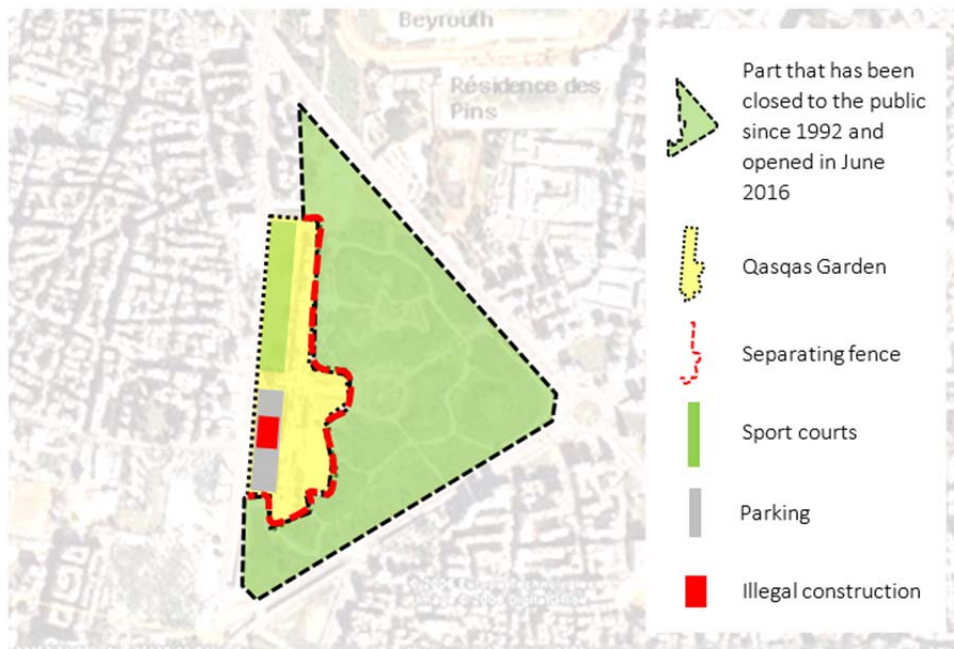 Beyrouth
Résidence des
Pins
Part that has been
closed to the public
since 1992 and
opened in June
2016
Qasqas Garden
Separating fence
Sport courts
Parking
Illegal construction